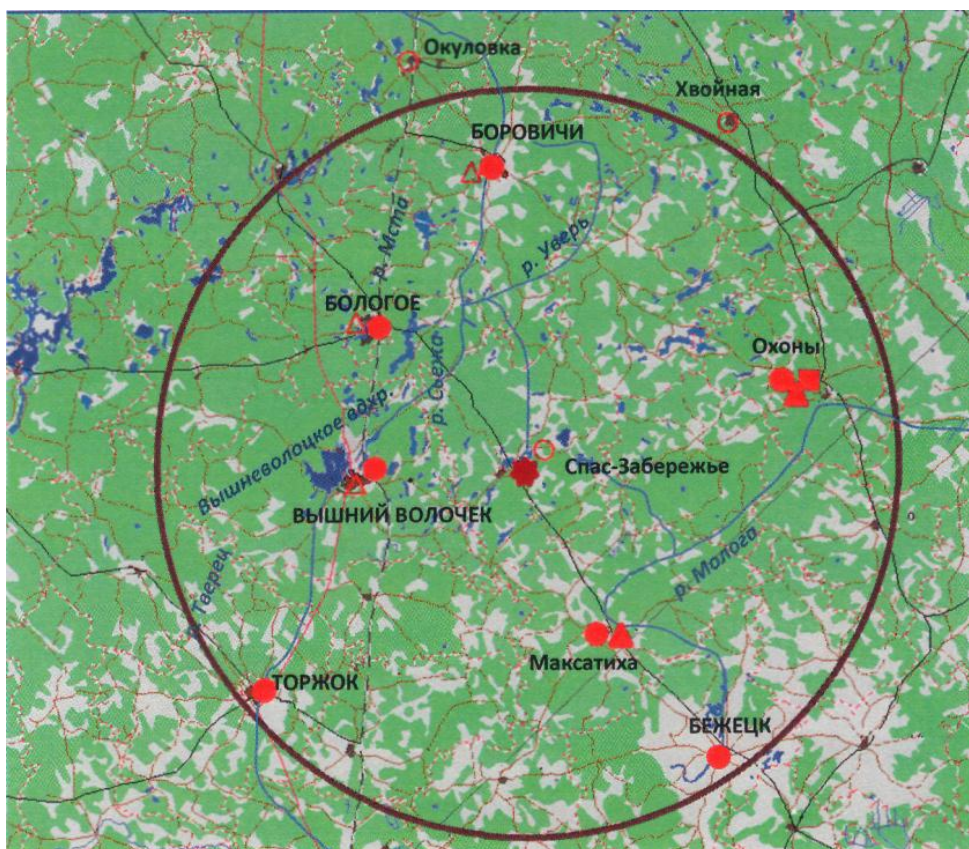 Окуловка
Хвойная
БОРОВИЧИ
р. Мста
р. Уверь
БОЛОГОЕ
Охоны
р. Съежа
Вышневолоцкое вдхр.
Спас-Забережье
ВЫШНИЙ ВОЛОЧЕК
р. Молога
р. Тверец
Максатиха
ТОРЖОК
БЕЖЕЦК